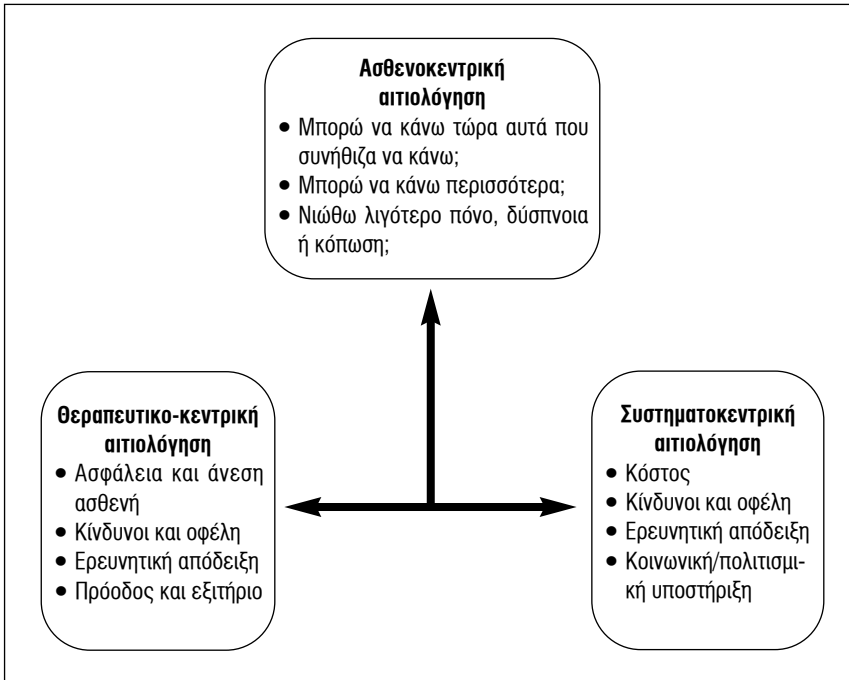 Ασθενοκεντρική
αιτιολόγηση
• Μπορώ να κάνω τώρα αυτά που
συνήθιζα να κάνω;
• Μπορώ να κάνω περισσότερα;
• Νιώθω λιγότερο πόνο, δύσπνοια
ή κόπωση;
Θεραπευτικο-κεντρική
αιτιολόγηση
• Ασφάλεια και άνεση
ασθενή
• Κίνδυνοι και οφέλη
• Ερευνητική απόδειξη
• Πρόοδος και εξιτήριο
Συστηματοκεντρική
αιτιολόγηση
• Κόστος
• Κίνδυνοι και οφέλη
• Ερευνητική απόδειξη
• Κοινωνική/πολιτισμι-
κή υποστήριξη